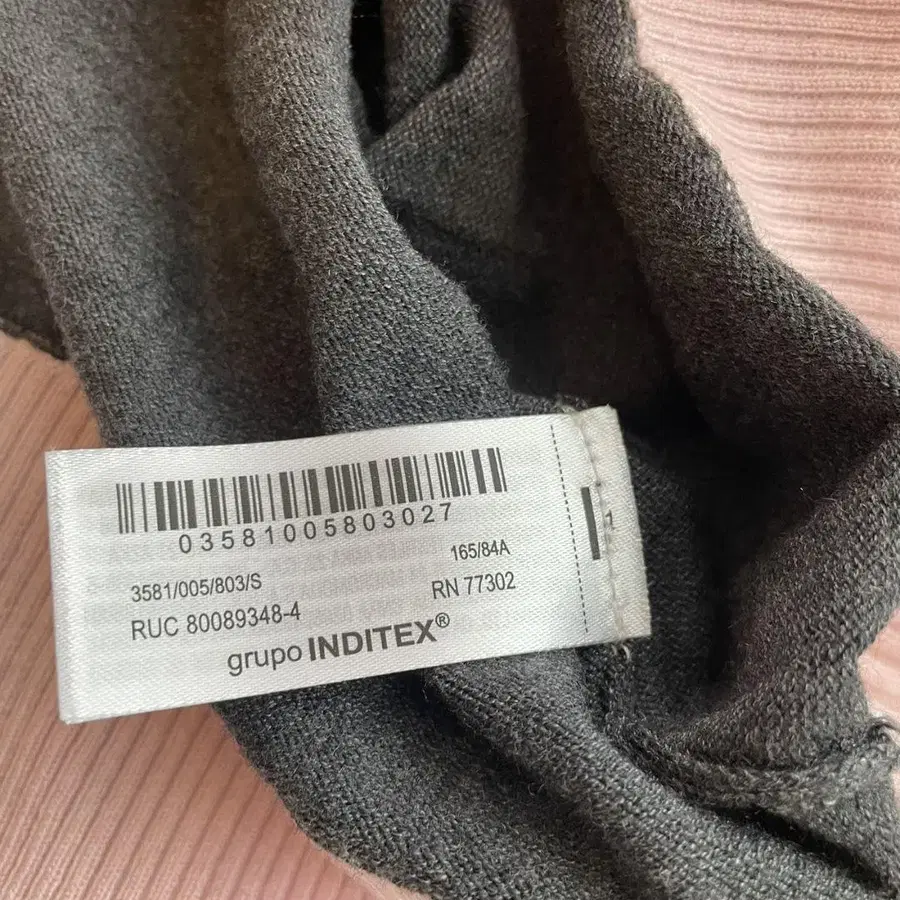 03581005803027
165/84A
3581/005/803/S
RN 77302
RUC 80089348-4
grupo INDITEX®